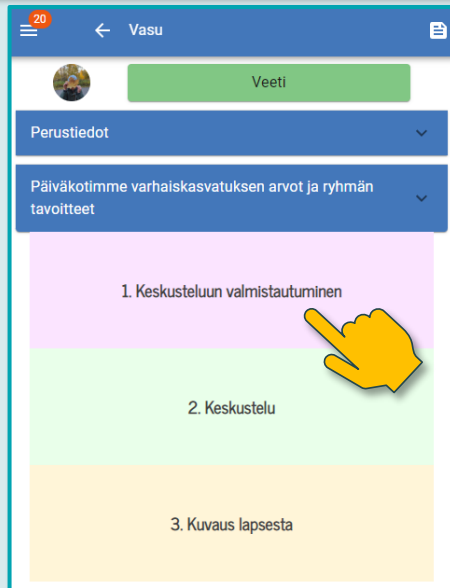 20
Vasu
Veeti
Perustiedot
Päiväkotimme varhaiskasvatuksen arvot ja ryhmän
tavoitteet
1. Keskusteluun valmistautuminen
2. Keskustelu
3. Kuvaus lapsesta